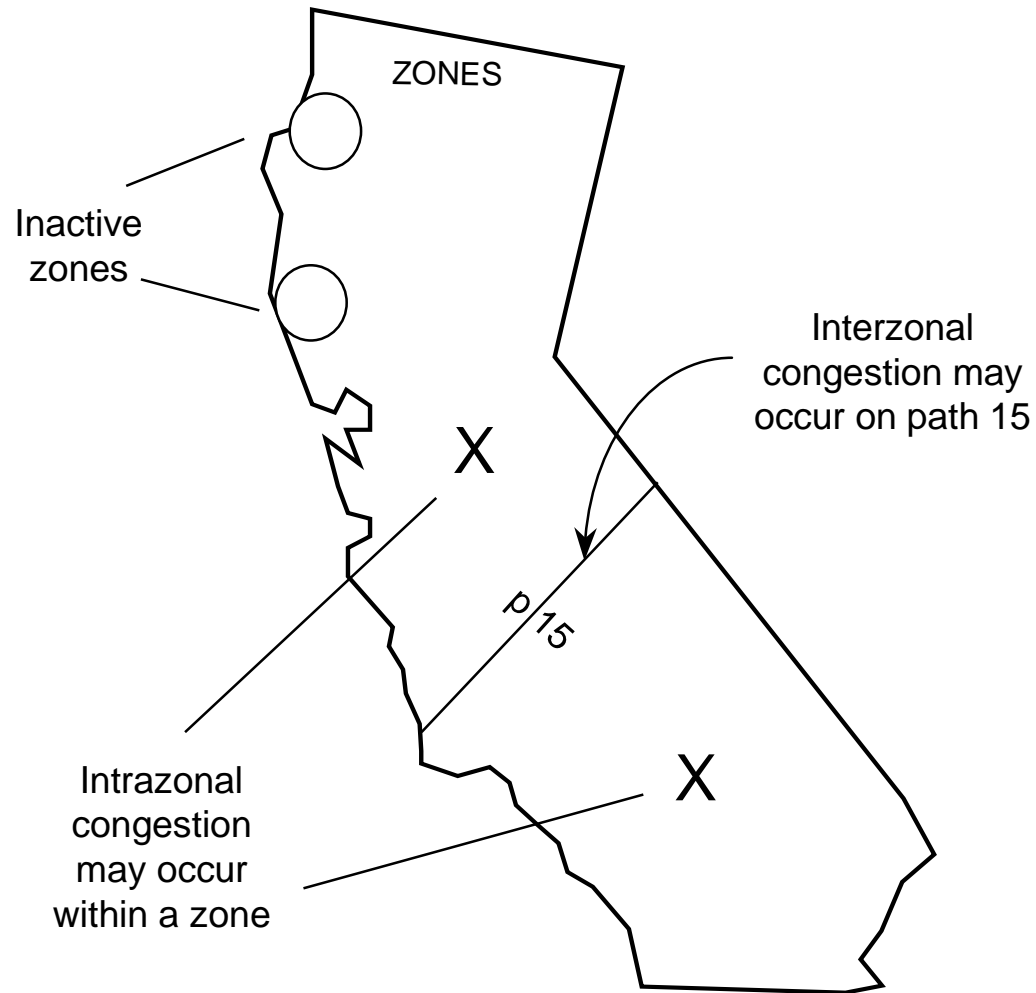 ZONES
Inactive
zones
Interzonal
congestion may
occur on path 15
X
p 15
X
Intrazonal
congestion
may occur
within a zone